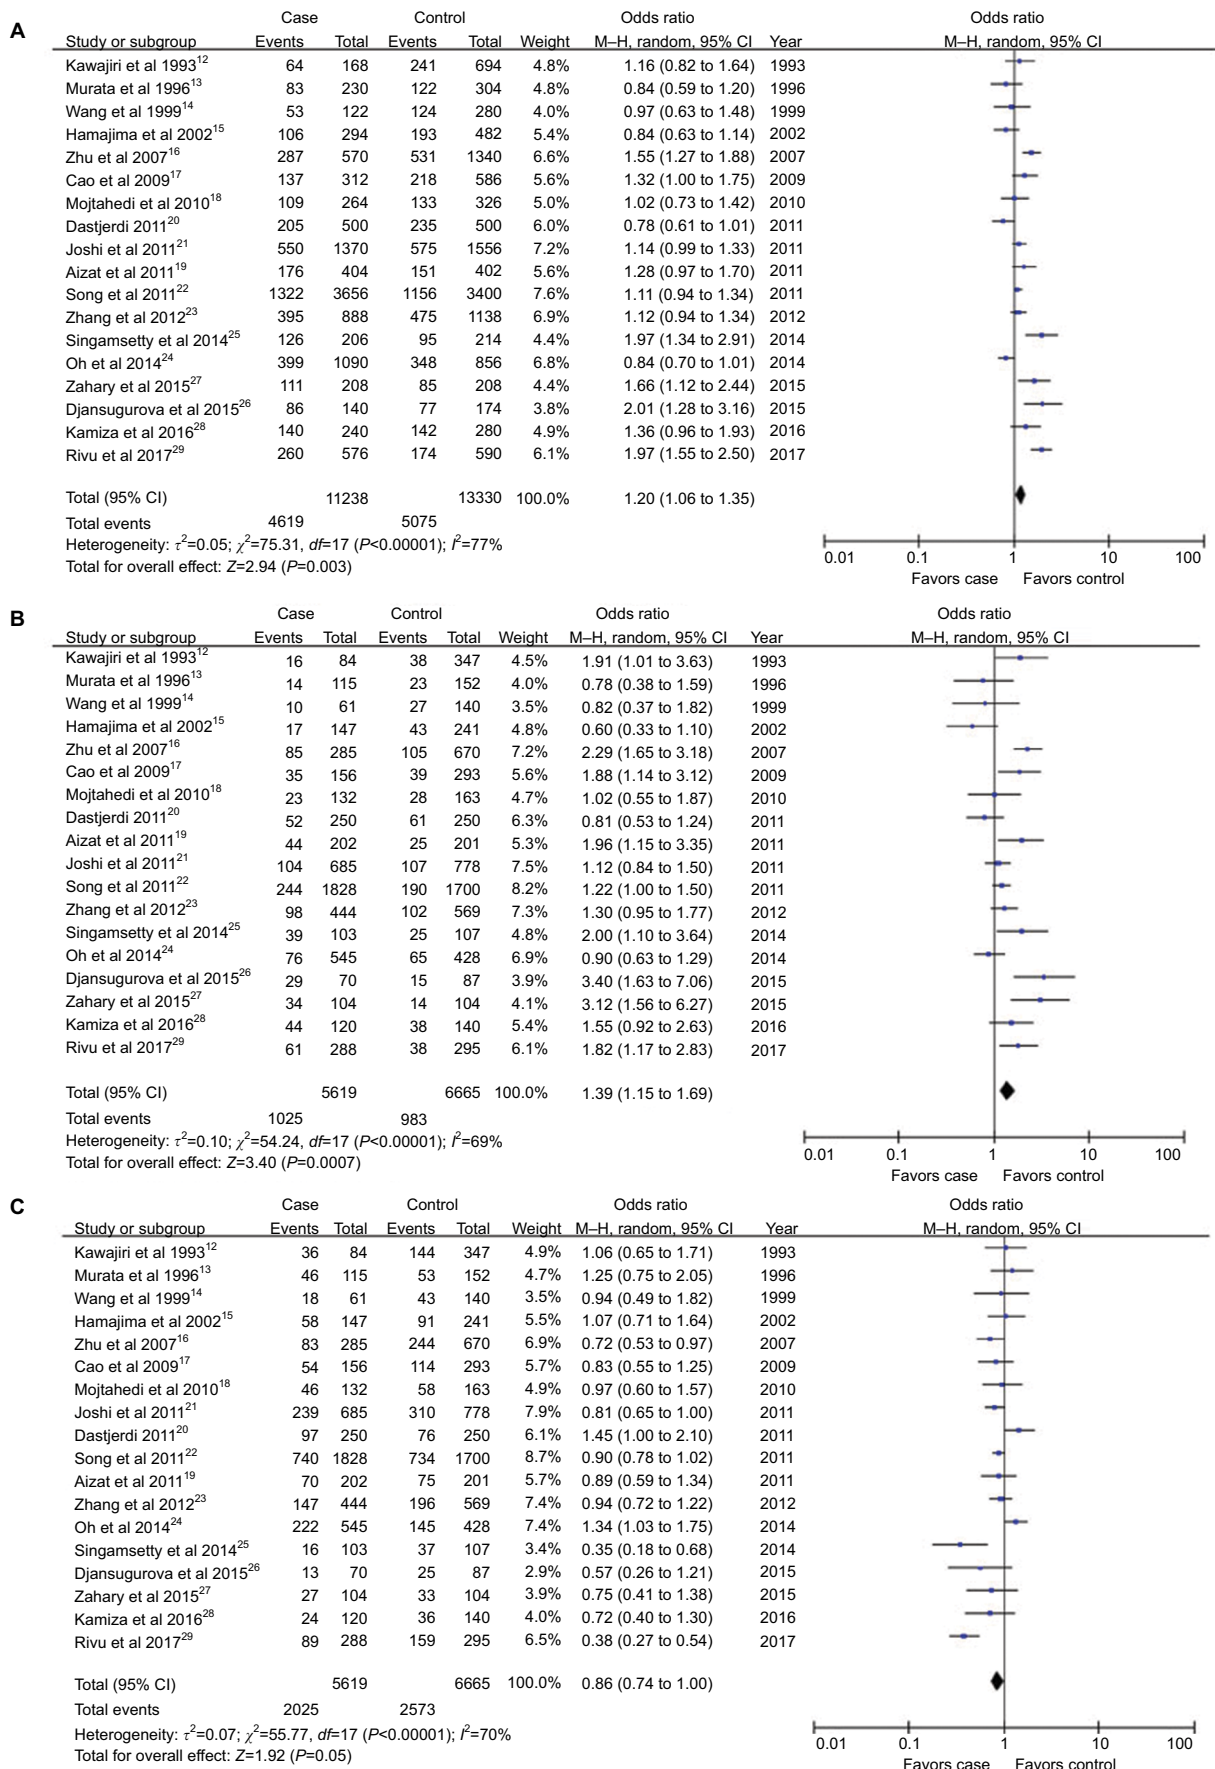 A
Case Control Odds ratio Odds ratio
Study or subgroup Events Total Events Total Weight M–H, random, 95% CI Year M–H, random, 95% CI
Kawajiri et al 199312 64 168 241 694 4.8% 1.16 (0.82 to 1.64) 1993
Murata et al 199613 83 230 122 304 4.8% 0.84 (0.59 to 1.20) 1996
Wang et al 199914 53 122 124 280 4.0% 0.97 (0.63 to 1.48) 1999
Hamajima et al 200215 106 294 193 482 5.4% 0.84 (0.63 to 1.14) 2002
Zhu et al 200716 287 570 531 1340 6.6% 1.55 (1.27 to 1.88) 2007
Cao et al 200917 137 312 218 586 5.6% 1.32 (1.00 to 1.75) 2009
Mojtahedi et al 201018 109 264 133 326 5.0% 1.02 (0.73 to 1.42) 2010
Dastjerdi 201120 205 500 235 500 6.0% 0.78 (0.61 to 1.01) 2011
Joshi et al 201121 550 1370 575 1556 7.2% 1.14 (0.99 to 1.33) 2011
Aizat et al 201119 176 404 151 402 5.6% 1.28 (0.97 to 1.70) 2011
Song et al 201122 1322 3656 1156 3400 7.6% 1.11 (0.94 to 1.34) 2011
Zhang et al 201223 395 888 475 1138 6.8% 1.12 (0.94 to 1.34) 2012
Singamsetty et al 201425 126 206 95 214 4.4% 1.97 (1.34 to 2.91) 2014
Oh et al 201424 399 1090 348 856 6.8% 0.84 (0.70 to 1.01) 2014
Zahary et al 201527 111 208 85 208 4.4% 1.66 (1.12 to 2.44) 2015
Djansugurova et al 201526 86 140 77 174 3.8% 2.01 (1.28 to 3.16) 2015
Kamiza et al 201628 140 240 142 280 4.9% 1.36 (0.96 to 1.93) 2016
Rivu et al 201729 260 576 174 590 6.1% 1.97 (1.55 to 2.50) 2017
Total (95% CI) 11238 13330 100.0% 1.20 (1.06 to 1.35)
Total events 4619 5075
Heterogeneity: τ2=0.05; χ2=75.31, df=17 (P<0.00001); I2=77%
Total for overall effect: Z=2.94 (P=0.003)
0.01 0.1 1 10 100
Favors case Favors control
B
Case Control Odds ratio Odds ratio
Study or subgroup Events Total Events Total Weight M–H, random, 95% CI Year M–H, random, 95% CI
Kawajiri et al 199312 16 84 38 347 4.5% 1.91 (1.01 to 3.63) 1993
Murata et al 199613 14 115 23 152 4.0% 0.78 (0.38 to 1.59) 1996
Wang et al 199914 10 61 27 140 3.5% 0.82 (0.37 to 1.82) 1999
Hamajima et al 200215 17 147 43 241 4.8% 0.60 (0.33 to 1.10) 2002
Zhu et al 200716 85 285 105 670 7.2% 2.29 (1.65 to 3.18) 2007
Cao et al 200917 35 156 39 293 5.6% 1.88 (1.14 to 3.12) 2009
Mojtahedi et al 201018 23 132 28 163 4.7% 1.02 (0.55 to 1.87) 2010
Dastjerdi 201120 52 250 61 250 6.3% 0.81 (0.53 to 1.24) 2011
Aizat et al 201119 44 202 25 201 5.3% 1.96 (1.15 to 3.35) 2011
Joshi et al 201121 104 685 107 778 7.5% 1.12 (0.84 to 1.50) 2011
Song et al 201122 244 1828 190 1700 8.2% 1.22 (1.00 to 1.50) 2011
Zhang et al 201223 98 444 102 569 7.3% 1.30 (0.95 to 1.77) 2012
Singamsetty et al 201425 39 103 25 107 4.8% 2.00 (1.10 to 3.64) 2014
Oh et al 201424 76 545 65 428 6.9% 0.90 (0.63 to 1.29) 2014
Djansugurova et al 201526 29 70 15 87 3.9% 3.40 (1.63 to 7.06) 2015
Zahary et al 201527 34 104 14 104 4.1% 3.12 (1.56 to 6.27) 2015
Kamiza et al 201628 44 120 38 140 5.4% 1.55 (0.92 to 2.63) 2016
Rivu et al 201729 61 288 38 295 6.1% 1.82 (1.17 to 2.83) 2017
Total (95% CI) 5619 6665 100.0% 1.39 (1.15 to 1.69)
Total events 1025 983
Heterogeneity: τ2=0.10; χ2=54.24, df=17 (P<0.00001); I2=69%
Total for overall effect: Z=3.40 (P=0.0007)
0.01 0.1 1 10 100
Favors case Favors control
C
Case Control Odds ratio Odds ratio
Study or subgroup Events Total Events Total Weight M–H, random, 95% CI Year M–H, random, 95% CI
Kawajiri et al 199312 36 84 144 347 4.9% 1.06 (0.65 to 1.71) 1993
Murata et al 199613 46 115 53 152 4.7% 1.25 (0.75 to 2.05) 1996
Wang et al 199914 18 61 43 140 3.5% 0.94 (0.49 to 1.82) 1999
Hamajima et al 200215 58 147 91 241 5.5% 1.07 (0.71 to 1.64) 2002
Zhu et al 200716 83 285 244 670 6.9% 0.72 (0.53 to 0.97) 2007
Cao et al 200917 54 156 114 293 5.7% 0.83 (0.55 to 1.25) 2009
Mojtahedi et al 201018 46 132 58 163 4.9% 0.97 (0.60 to 1.57) 2010
Joshi et al 201121 239 685 310 778 7.9% 0.81 (0.65 to 1.00) 2011
Dastjerdi 201120 97 250 76 250 6.1% 1.45 (1.00 to 2.10) 2011
Song et al 201122 740 1828 734 1700 8.7% 0.90 (0.78 to 1.02) 2011
Aizat et al 201119 70 202 75 201 5.7% 0.89 (0.59 to 1.34) 2011
Zhang et al 201223 147 444 196 569 7.4% 0.94 (0.72 to 1.22) 2012
Oh et al 201424 222 545 145 428 7.4% 1.34 (1.03 to 1.75) 2014
Singamsetty et al 201425 16 103 37 107 3.4% 0.35 (0.18 to 0.68) 2014
Djansugurova et al 201526 13 70 25 87 2.9% 0.57 (0.26 to 1.21) 2015
Zahary et al 201527 27 104 33 104 3.9% 0.75 (0.41 to 1.38) 2015
Kamiza et al 201628 24 120 36 140 4.0% 0.72 (0.40 to 1.30) 2016
Rivu et al 201729 89 288 159 295 6.5% 0.38 (0.27 to 0.54) 2017
Total (95% CI) 5619 6665 100.0% 0.86 (0.74 to 1.00)
Total events 2025 2573
Heterogeneity: τ2=0.07; χ2=55.77, df=17 (P<0.00001); I2=70%
Total for overall effect: Z=1.92 (P=0.05)
0.01 0.1 1 10 100
Favors case Favors control